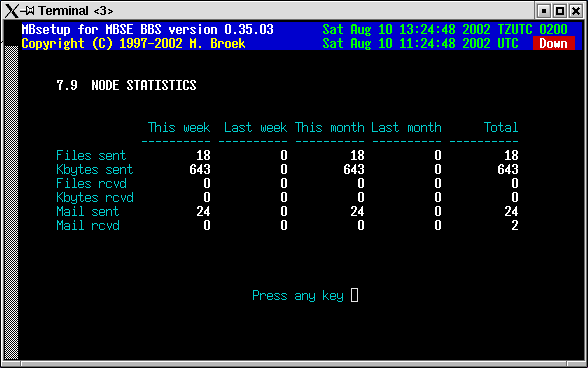 Terminal <3>
MBsetup for MBSE BBS version 0.35.03 Sat Aug 10 13:24:48 2002 TZUTC 0200
Copyright (C) 1997-2002 M. Broek Sat Aug 10 11:24:48 2002 UTC Down
7.9 NODE STATISTICS
This week Last week This month Last month Total
---------- ---------- ---------- ---------- ----------
Files sent 18 0 18 0 18
Kbytes sent 643 0 643 0 643
Files rcvd 0 0 0 0 0
Kbytes rcvd 0 0 0 0 0
Mail sent 24 0 24 0 24
Mail rcvd 0 0 0 0 2
Press any key